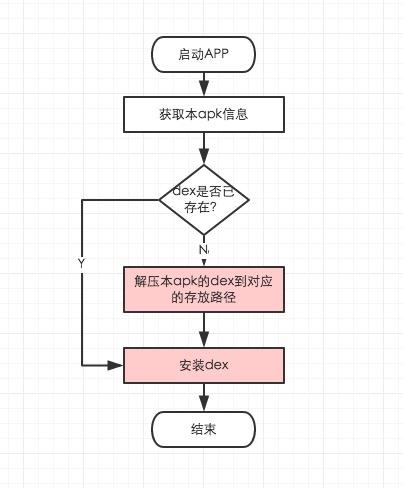 启动APP
获取本apk信息
dex是否已
存在?
Y
N
解压本apk的dex到对应
的存放路径
安装dex
结束